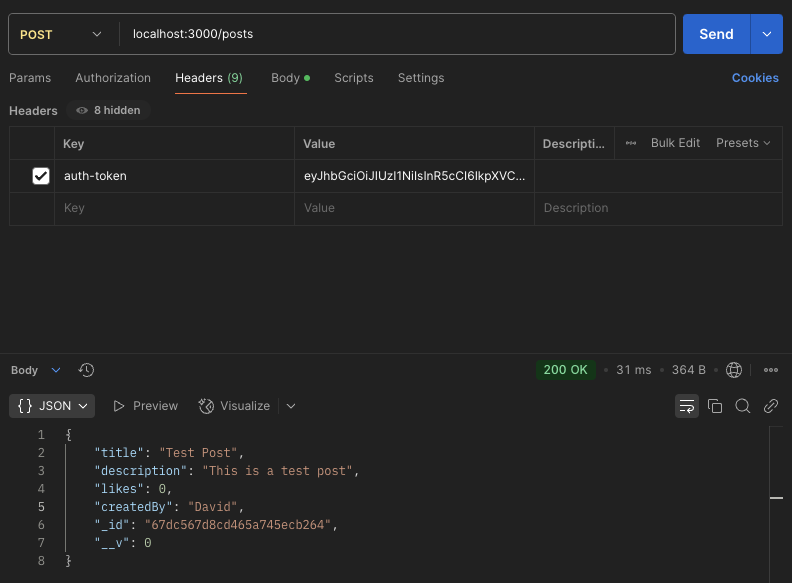 POST localhost:3000/posts Send
Params Authorization Headers (9) Body Scripts Settings Cookies
Headers 8 hidden
Key Value Descripti... Bulk Edit Presets
auth-token eyJhbGciOiJIUzI1NiIsInR5cCI6IkpXVC...
Key Value Description
Body 200 OK 31 ms 364 B
{} JSON Preview Visualize
1 {
2 "title": "Test Post",
3 "description": "This is a test post",
4 "likes": 0,
5 "createdBy": "David",
6 "_id": "67dc567d8cd465a745ecb264",
7 "__v": 0
8 }